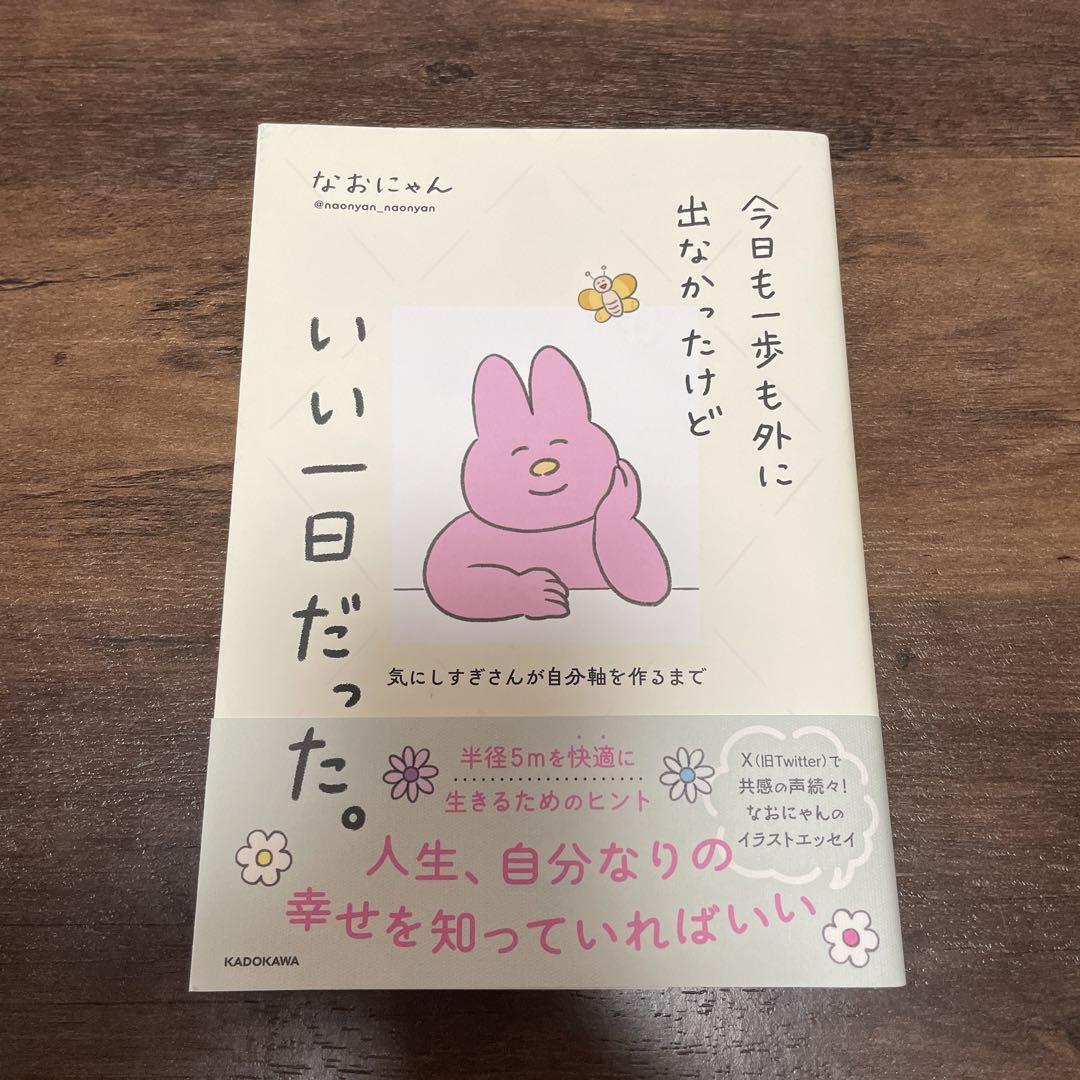 なおにゃん
@naonyan_naonyan
今日も一歩も外に
出なかったけど
いい一日だった。
気にしすぎさんが自分軸を作るまで
半径5mを快適に
生きるためのヒント
X(旧Twitter)で
共感の声続々!
なおにゃんの
イラストエッセイ
人生、自分なりの
幸せを知っていればいい
KADOKAWA